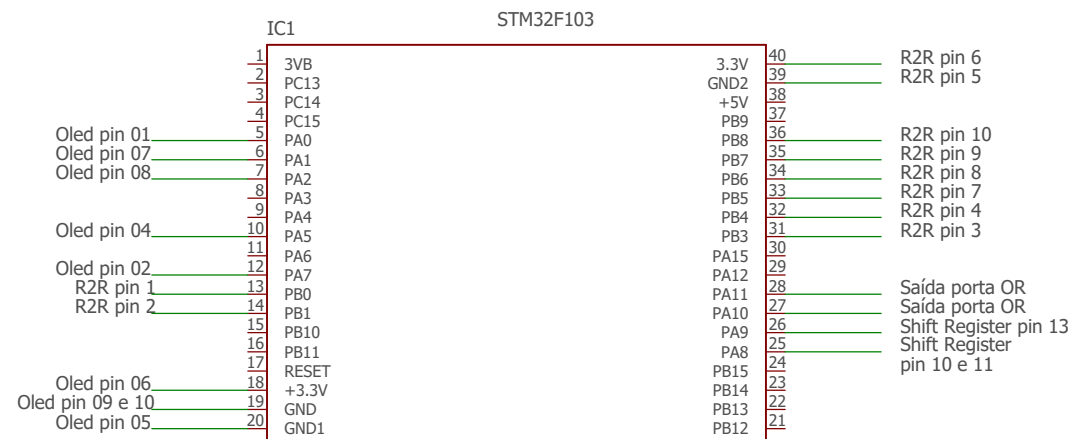 STM32F103
IC1
1 3VB
2 PC13
3 PC14
4 PC15
Oled pin 01 5 PA0
Oled pin 07 6 PA1
Oled pin 08 7 PA2
8 PA3
9 PA4
Oled pin 04 10 PA5
11 PA6
Oled pin 02 12 PA7
R2R pin 1 13 PB0
R2R pin 2 14 PB1
15 PB10
16 PB11
17 RESET
Oled pin 06 18 +3.3V
Oled pin 09 e 10 19 GND
Oled pin 05 20 GND1
3.3V 40 R2R pin 6
GND2 39 R2R pin 5
+5V 38
PB9 37
PB8 36 R2R pin 10
PB7 35 R2R pin 9
PB6 34 R2R pin 8
PB5 33 R2R pin 7
PB4 32 R2R pin 4
PB3 31 R2R pin 3
PA15 30
PA12 29
PA11 28 Saída porta OR
PA10 27 Saída porta OR
PA9 26 Shift Register pin 13
PA8 25 Shift Register
pin 10 e 11
PB15 24
PB14 23
PB13 22
PB12 21